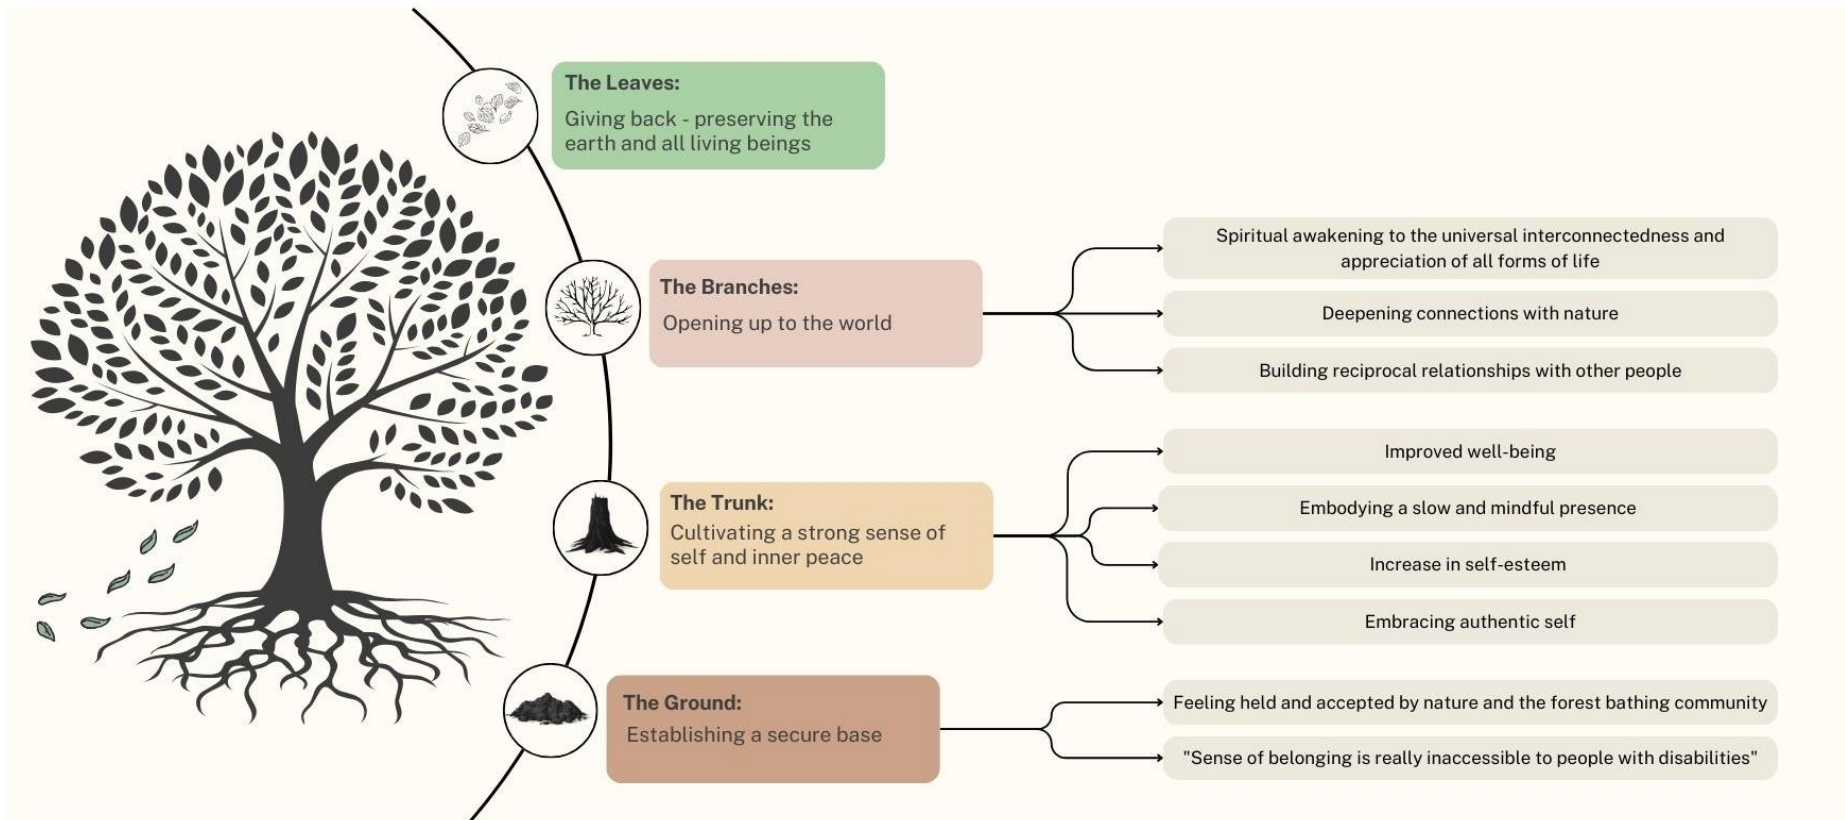 The Leaves:
Giving back - preserving the
earth and all living beings
The Branches:
Opening up to the world
Spiritual awakening to the universal interconnectedness and
appreciation of all forms of life
Deepening connections with nature
Building reciprocal relationships with other people
The Trunk:
Cultivating a strong sense of
self and inner peace
Improved well-being
Embodying a slow and mindful presence
Increase in self-esteem
Embracing authentic self
The Ground:
Establishing a secure base
Feeling held and accepted by nature and the forest bathing community
"Sense of belonging is really inaccessible to people with disabilities"